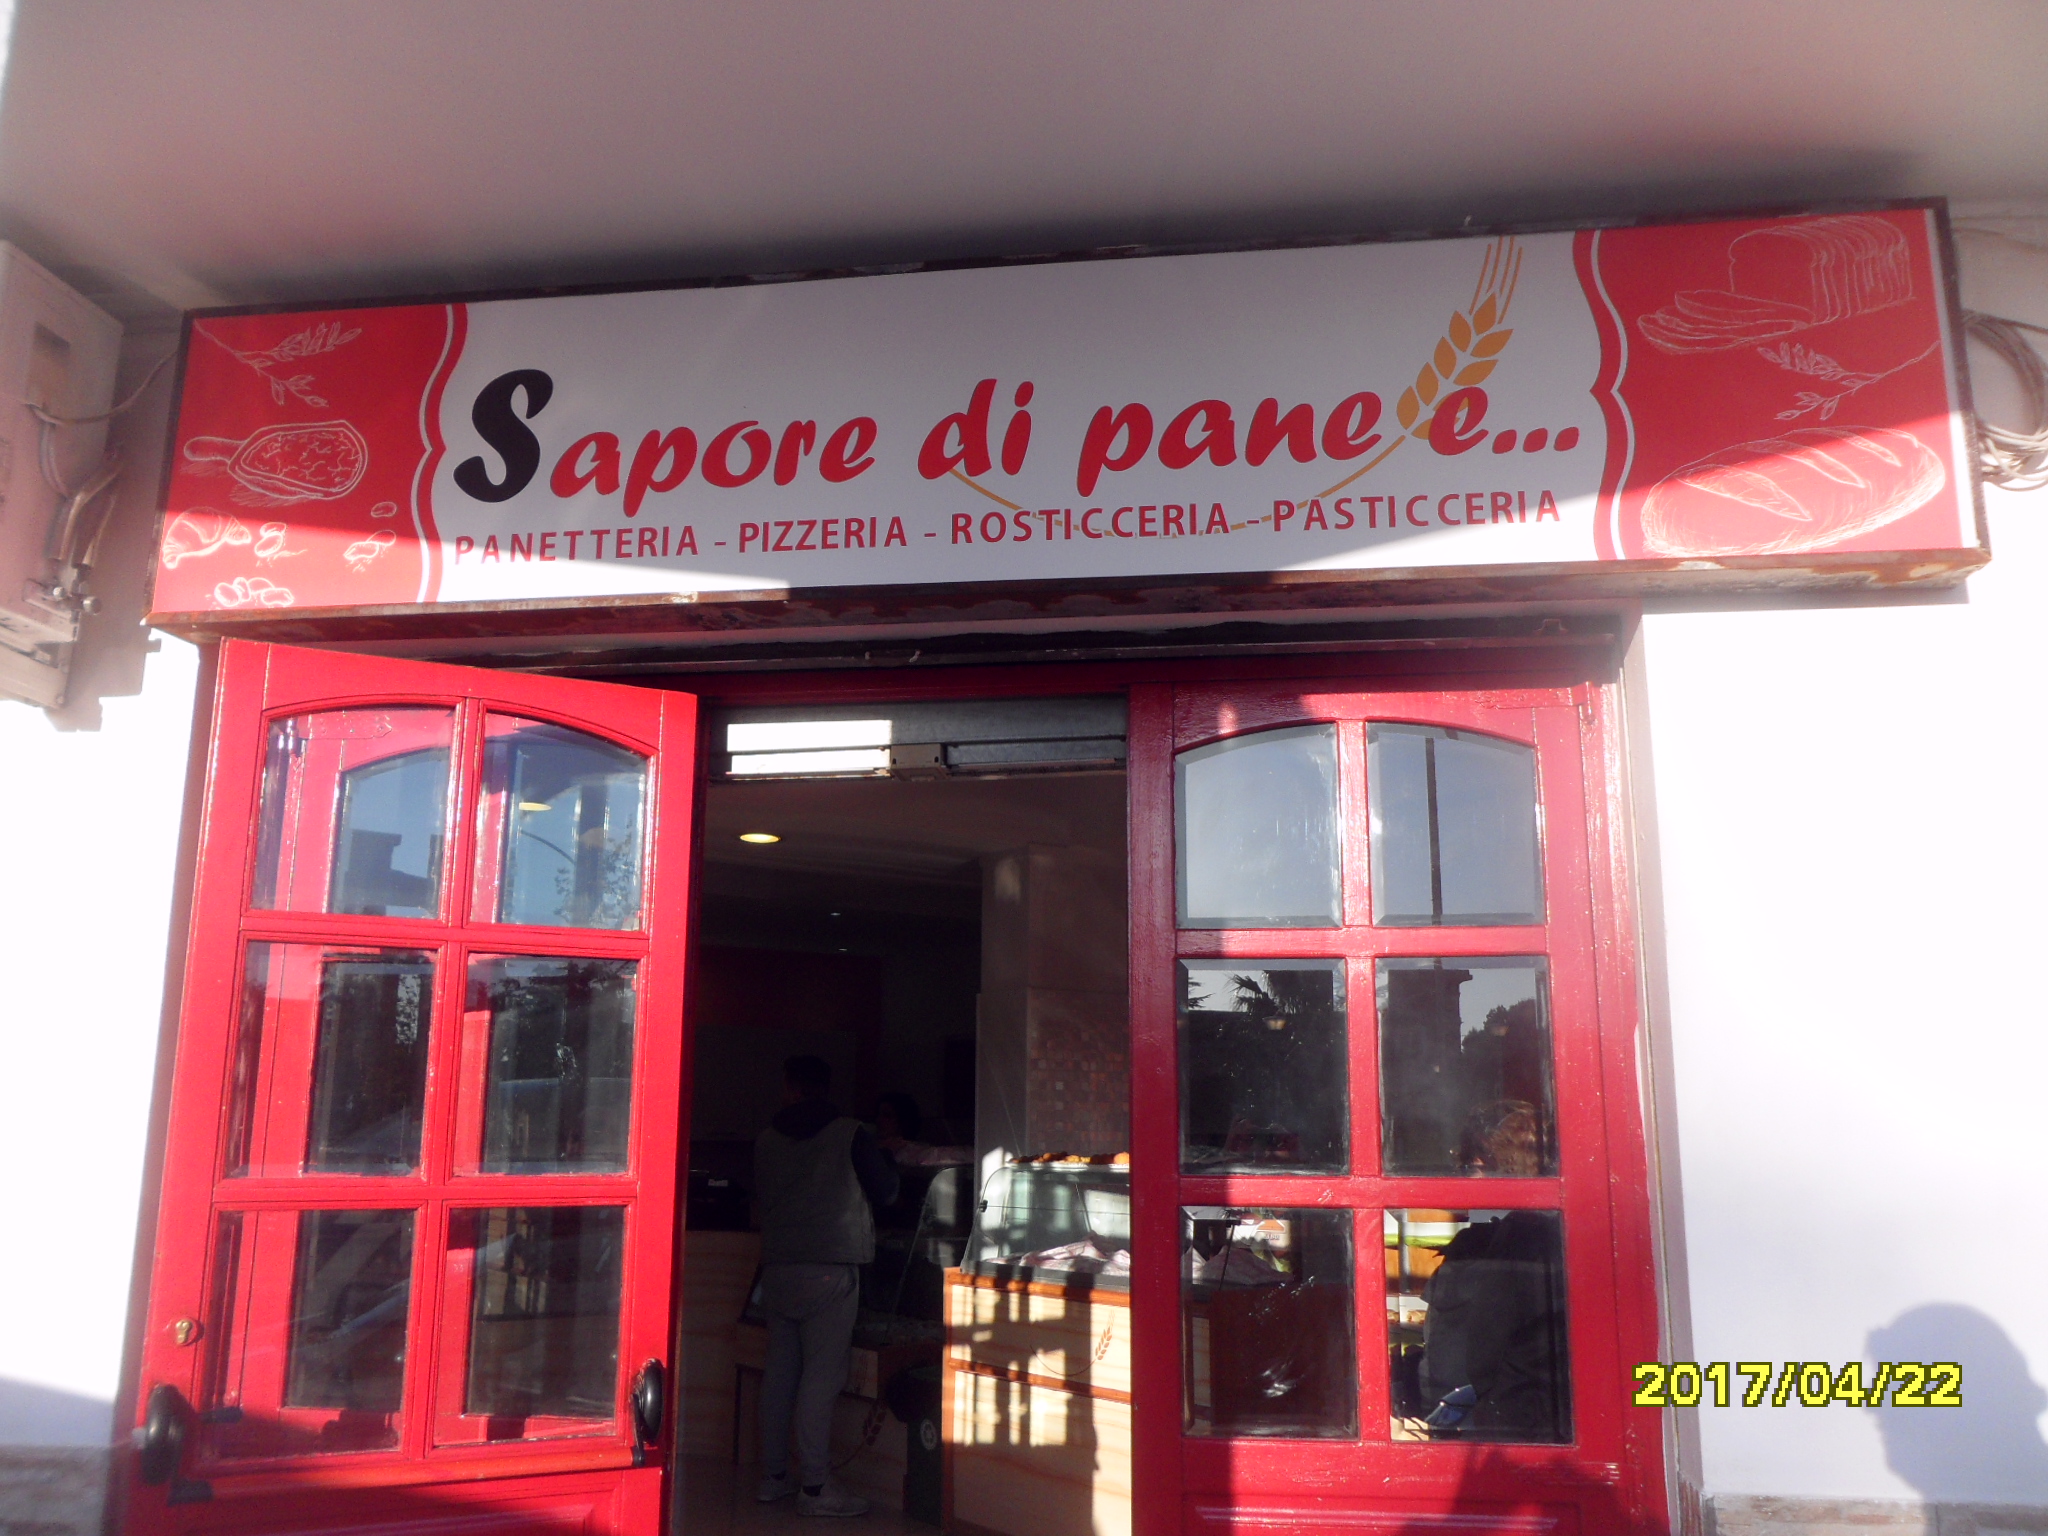 Sapore di pane e...
PANETTERIA - PIZZERIA - ROSTICCERIA - PASTICCERIA
2017/04/22